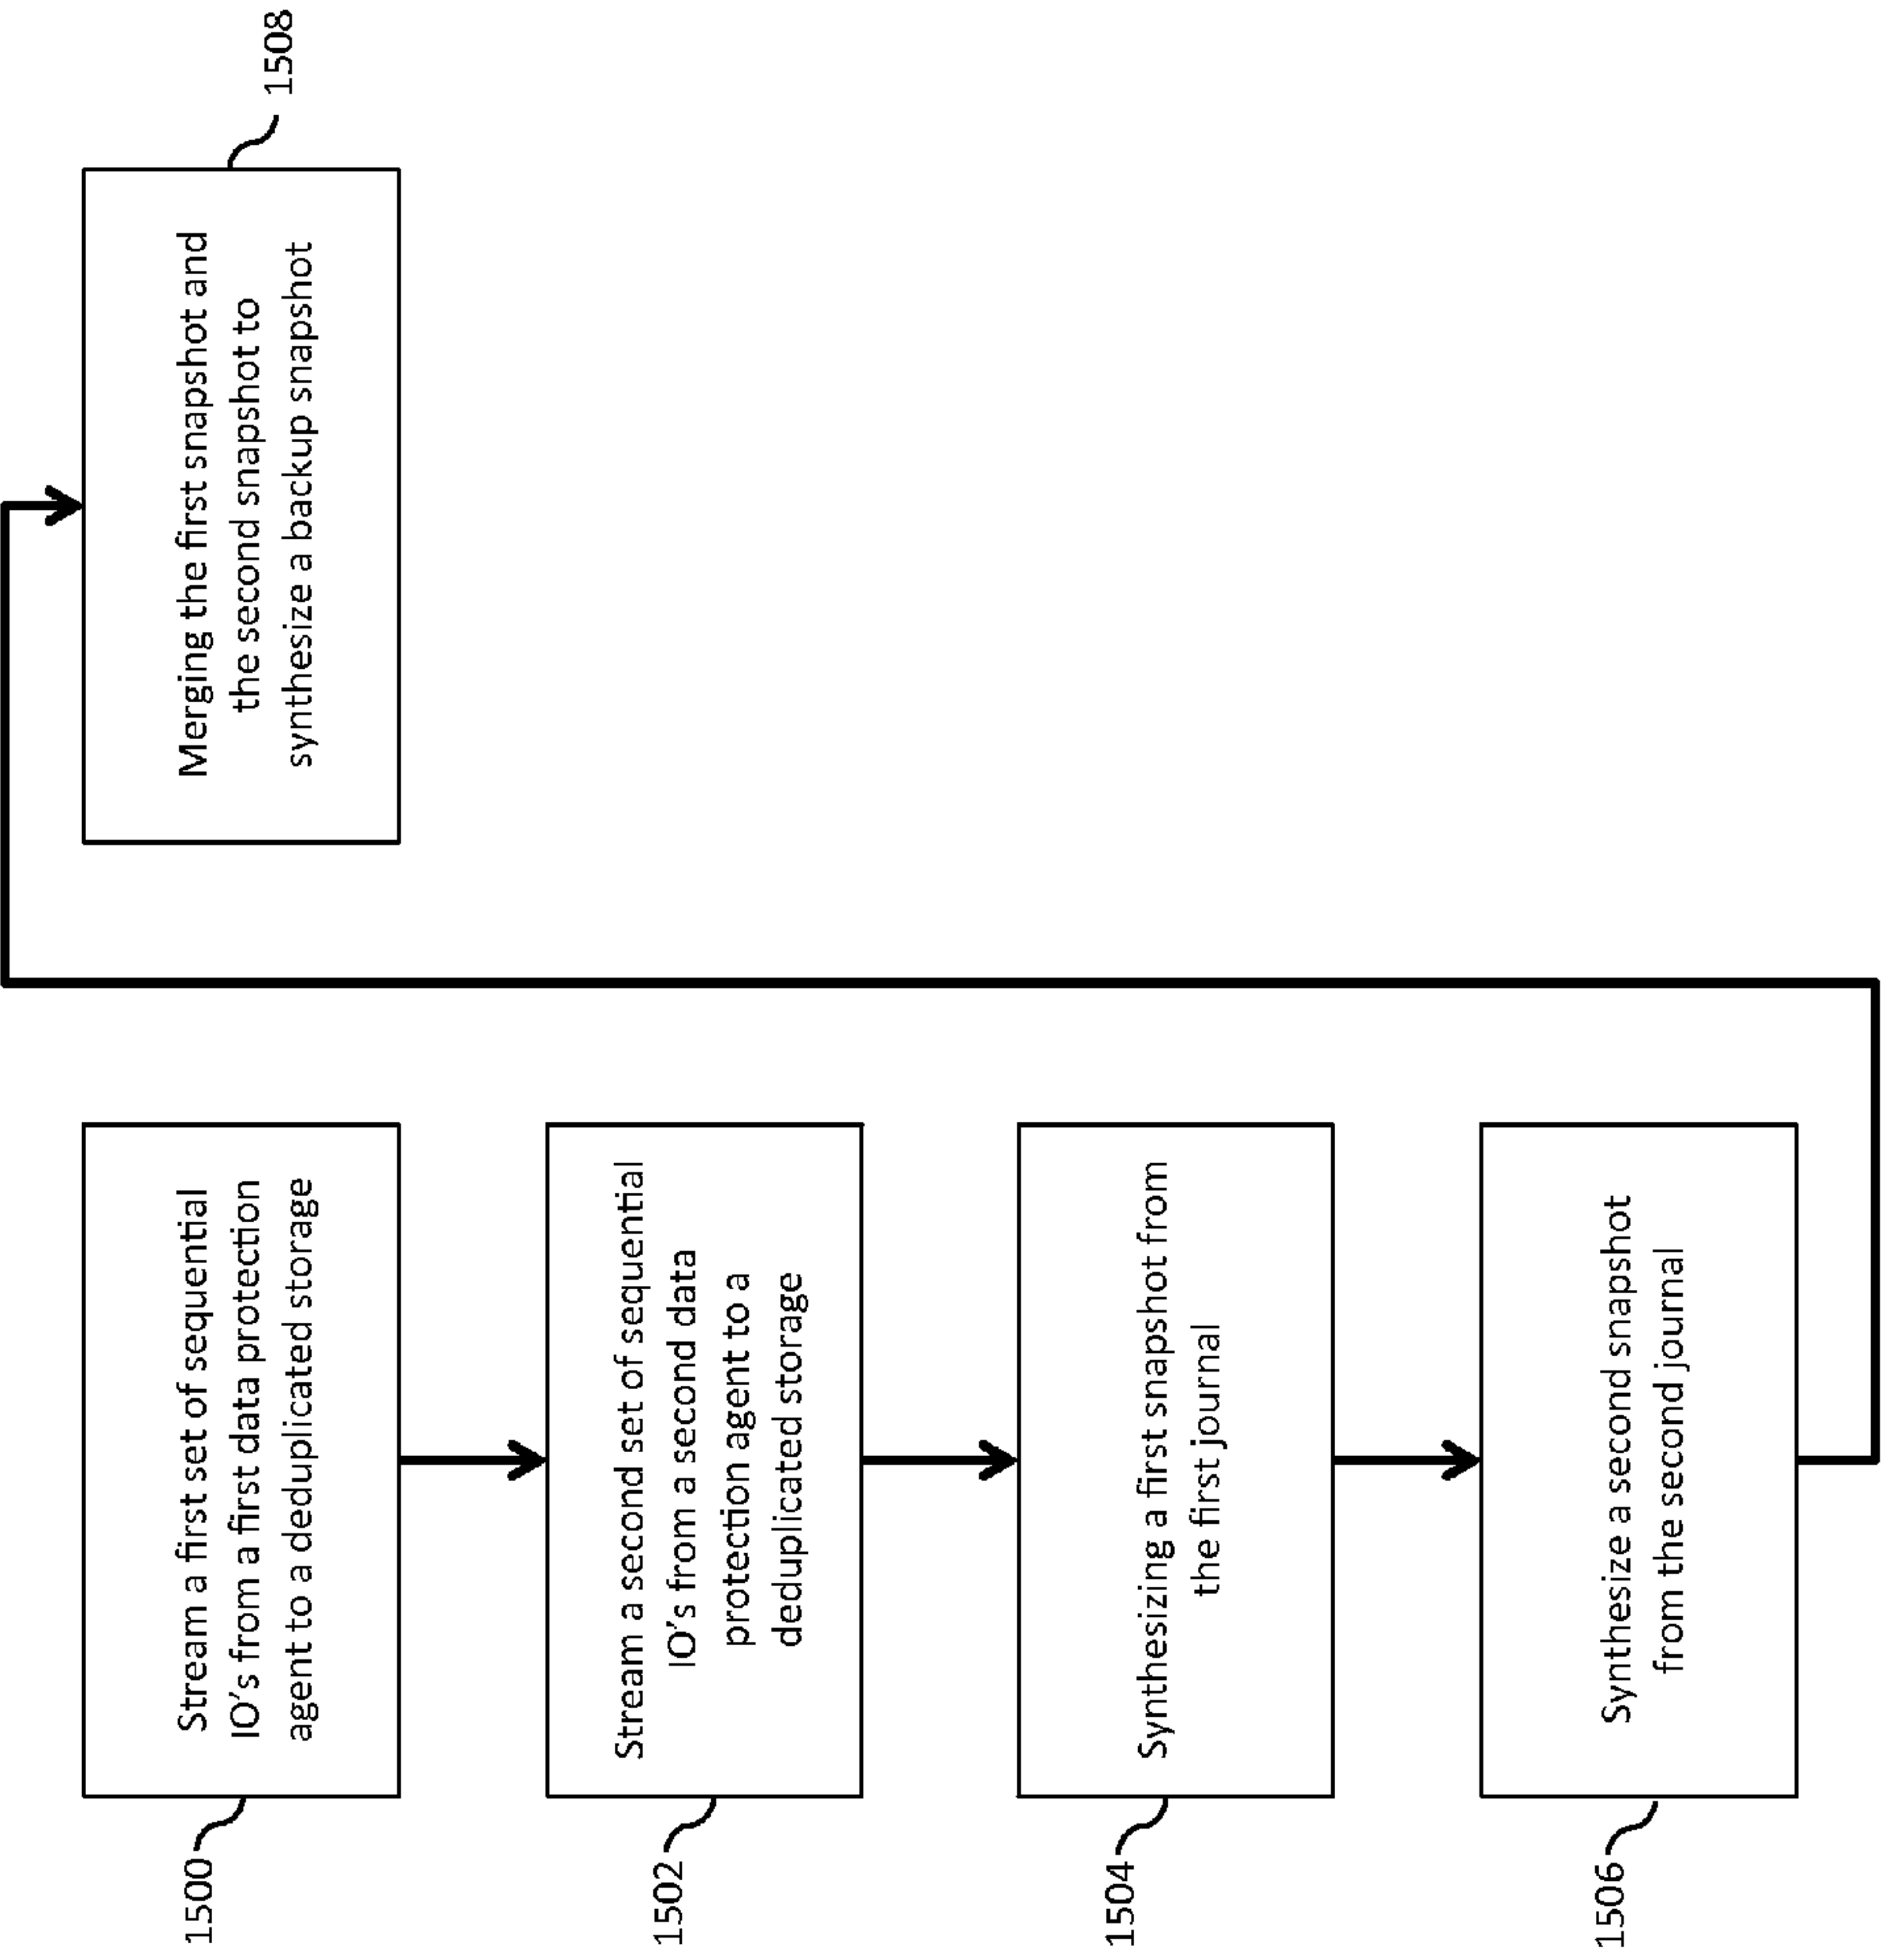 1500
Stream a first set of sequential
IO's from a first data protection
agent to a deduplicated storage
1502
Stream a second set of sequential
IO's from a second data
protection agent to a
deduplicated storage
1504
Synthesizing a first snapshot from
the first journal
1506
Synthesize a second snapshot
from the second journal
1508
Merging the first snapshot and
the second snapshot to
synthesize a backup snapshot